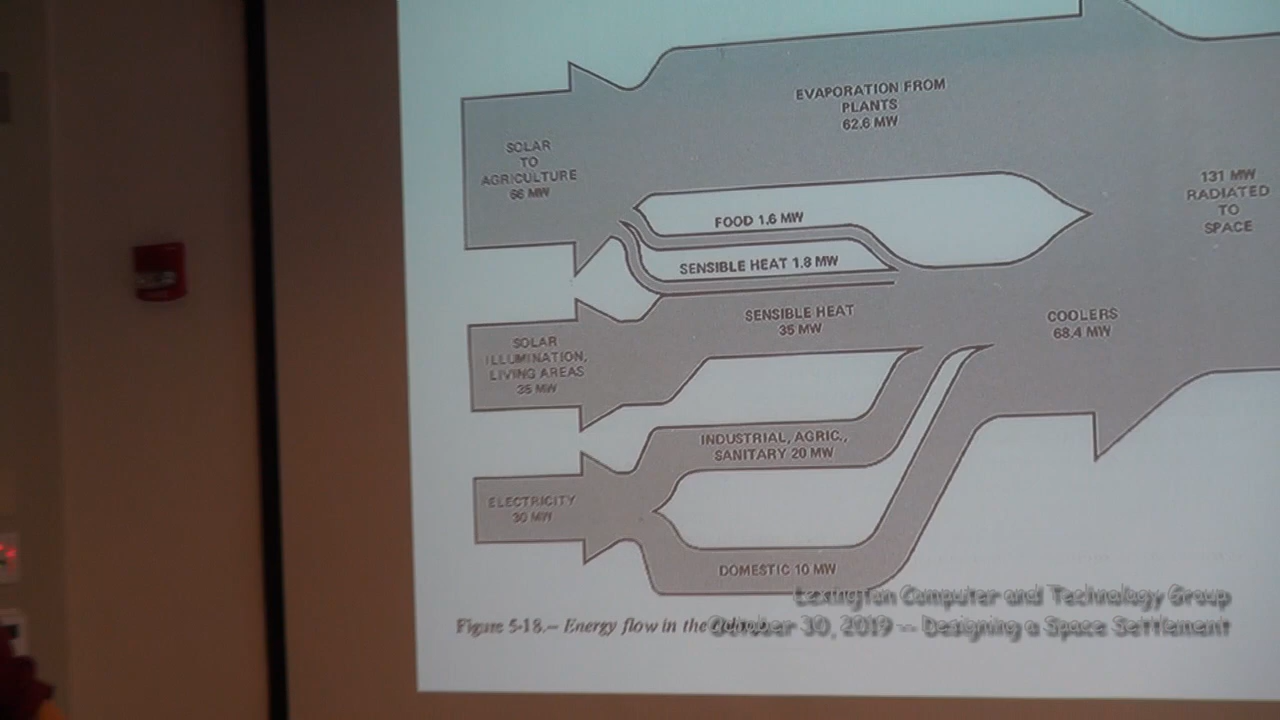 EVAPORATION FROM
PLANTS
62.6 MW
SOLAR
TO
AGRICULTURE
66 MW
131 MW
RADIATED
TO
SPACE
FOOD 1.6 MW
SENSIBLE HEAT 1.8 MW
SENSIBLE HEAT
35 MW
COOLERS
68.4 MW
SOLAR
ILLUMINATION,
LIVING AREAS
35 MW
INDUSTRIAL, AGRIC.,
SANITARY 20 MW
ELECTRICITY
30 MW
DOMESTIC 10 MW
Lexington Computer and Technology Group
Figure 5-18.— Energy flow in the
October 30, 2019 -- Designing a Space Settlement